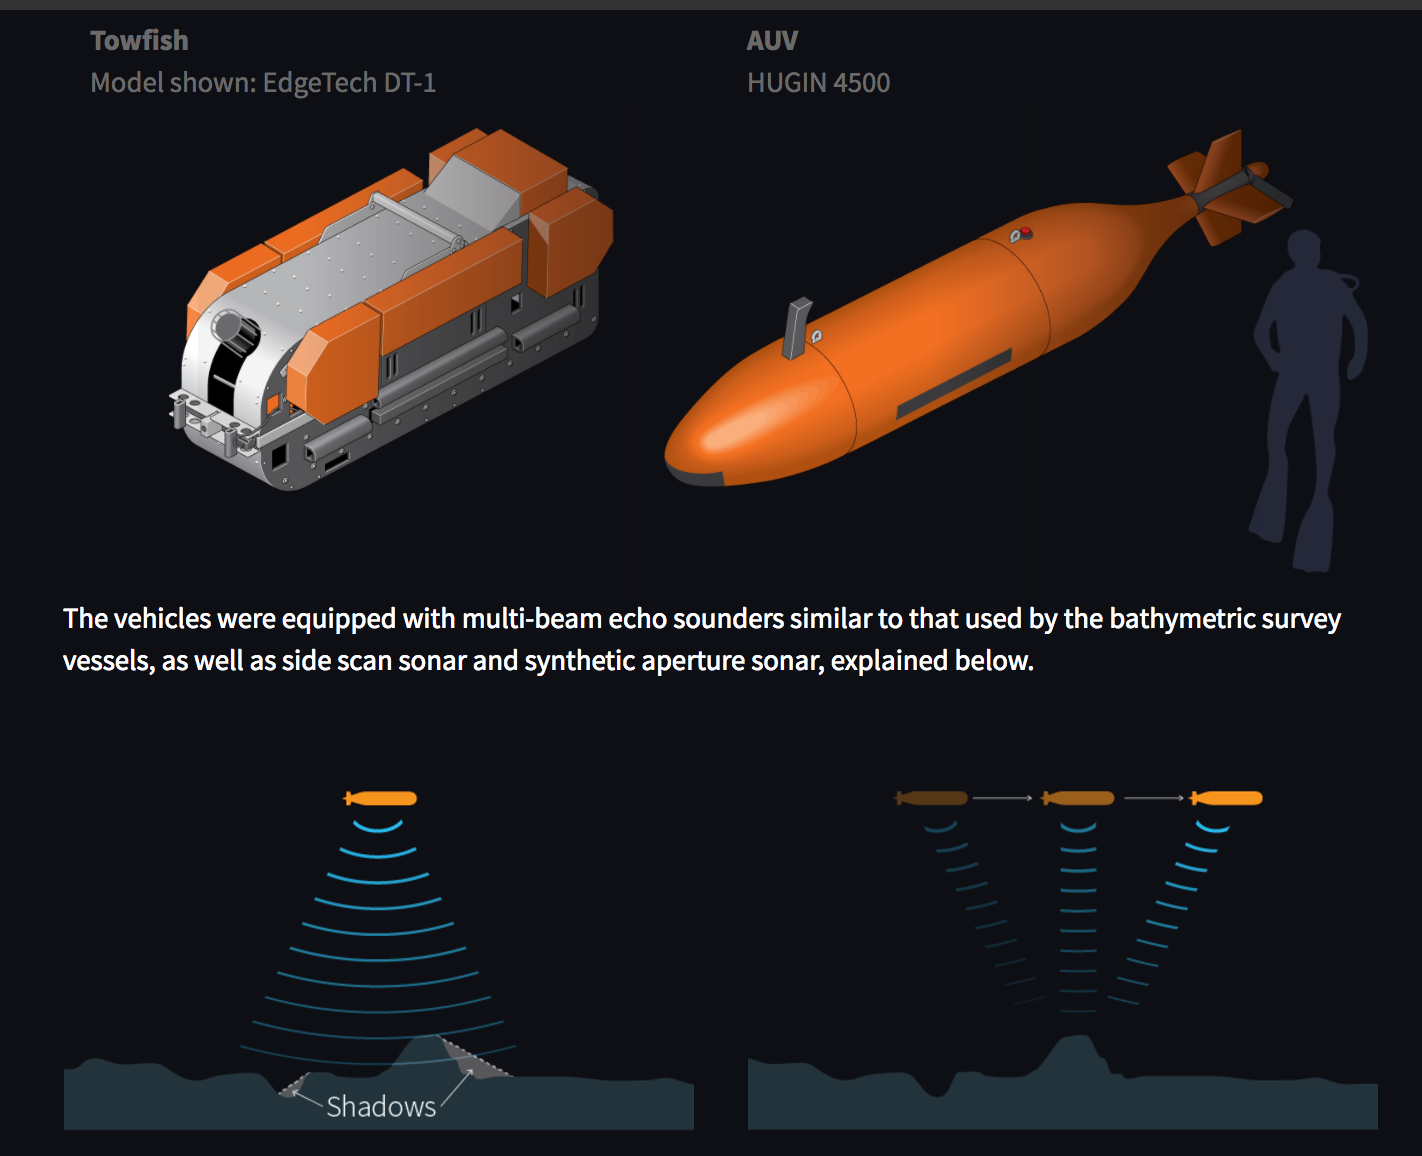 Towfish
Model shown: EdgeTech DT-1
AUV
HUGIN 4500
The vehicles were equipped with multi-beam echo sounders similar to that used by the bathymetric survey
vessels, as well as side scan sonar and synthetic aperture sonar, explained below.
Shadows